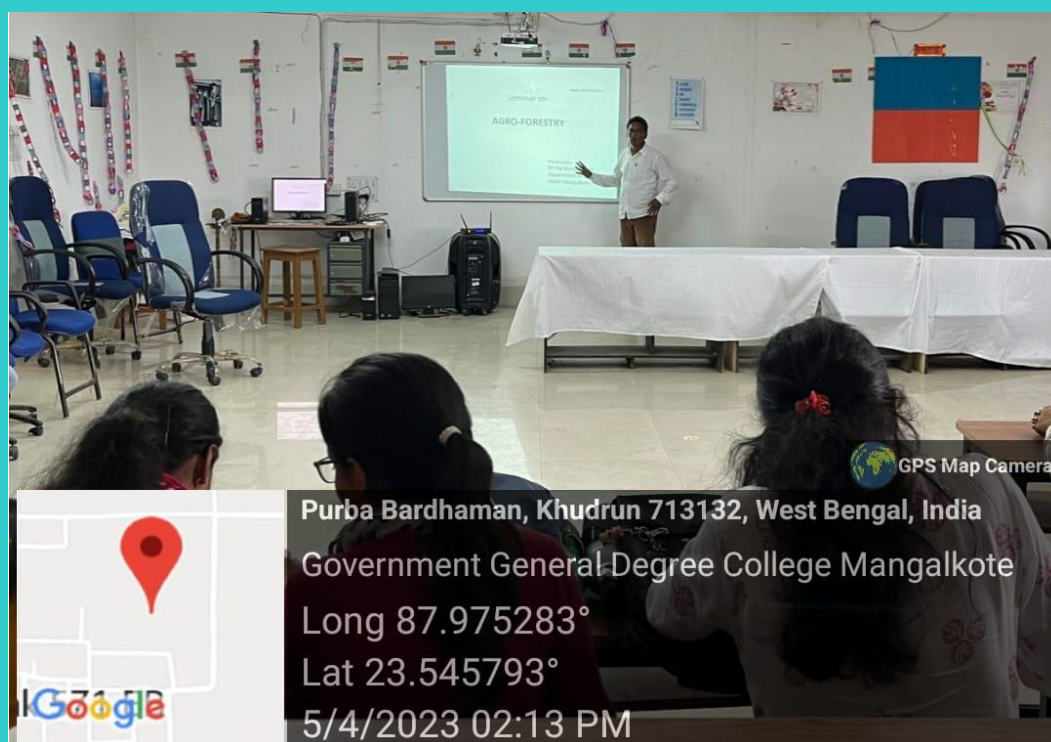 Seminar on
AGRO-FORESTRY
GPS Map Camera
Purba Bardhaman, Khudrun 713132, West Bengal, India
Government General Degree College Mangalkote
Long 87.975283°
Lat 23.545793°
5/4/2023 02:13 PM
Google